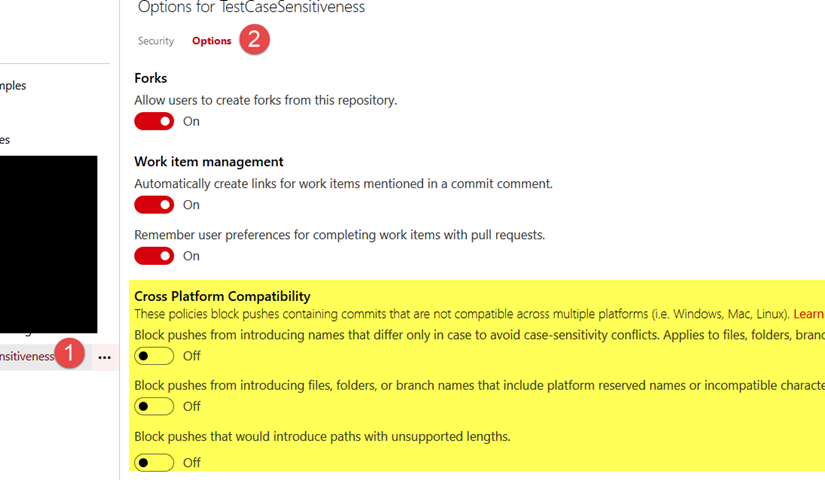 Options for TestCaseSensitiveness
Security Options 2
Forks
Allow users to create forks from this repository.
On
Work item management
Automatically create links for work items mentioned in a commit comment.
On
Remember user preferences for completing work items with pull requests.
On
Cross Platform Compatibility
These policies block pushes containing commits that are not compatible across multiple platforms (i.e. Windows, Mac, Linux). Learn
Block pushes from introducing names that differ only in case to avoid case-sensitivity conflicts. Applies to files, folders, branc
Off
Block pushes from introducing files, folders, or branch names that include platform reserved names or incompatible characte
Off
Block pushes that would introduce paths with unsupported lengths.
Off
mples
es
nsitiveness 1 ...